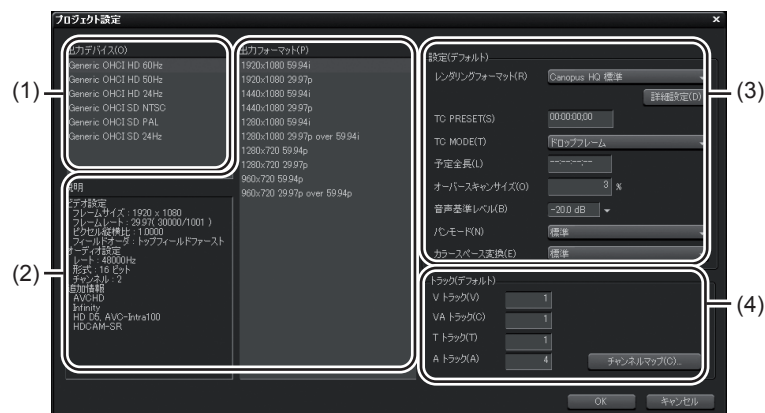 プロジェクト設定
×
出力デバイス(O)
Generic OHCI HD 60Hz
Generic OHCI HD 50Hz
Generic OHCI HD 24Hz
Generic OHCI SD NTSC
Generic OHCI SD PAL
Generic OHCI SD 24Hz
(1)
説明
ビデオ設定
フレームサイズ : 1920 x 1080
フレームレート : 29.97( 30000/1001 )
ピクセル縦横比 : 1.0000
フィールドオーダ : トップフィールドファースト
オーディオ設定
レート : 48000Hz
形式 : 16 ビット
チャンネル : 2
追加情報
AVCHD
Infinity
HD D5, AVC-Intra100
HDCAM-SR
(2)
出力フォーマット(P)
1920x1080 59.94i
1920x1080 29.97p
1440x1080 59.94i
1440x1080 29.97p
1280x1080 59.94i
1280x1080 29.97p over 59.94i
1280x720 59.94p
1280x720 29.97p
960x720 59.94p
960x720 29.97p over 59.94p
設定(デフォルト)
レンダリングフォーマット(R) Canopus HQ 標準
詳細設定(D)
TC PRESET(S) 00:00:00;00
TC MODE(T) ドロップフレーム
予定全長(L) --:--:--;--
オーバースキャンサイズ(O) 3 %
音声基準レベル(B) -20.0 dB
パンモード(N) 標準
カラースペース変換(E) 標準
(3)
トラック(デフォルト)
V トラック(V) 1
VA トラック(C) 1
T トラック(T) 1
A トラック(A) 4
チャンネルマップ(C)...
(4)
OK
キャンセル